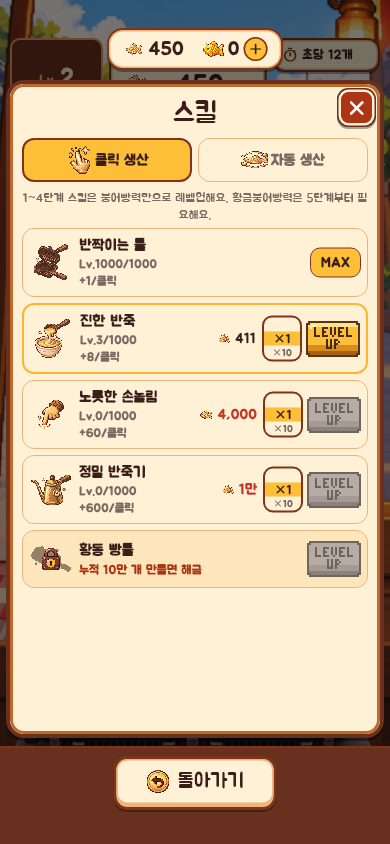 450
0
+
초당 12개
Lv. 2
450
스킬
클릭 생산
자동 생산
1~4단계 스킬은 붕어빵력만으로 레벨업해요. 황금붕어빵력은 5단계부터 필
요해요.
반짝이는 틀
Lv.1000/1000
+1/클릭
MAX
진한 반죽
Lv.3/1000
+8/클릭
411
×1
×10
LEVEL
UP
노릇한 손놀림
Lv.0/1000
+60/클릭
4,000
×1
×10
LEVEL
UP
정밀 반죽기
Lv.0/1000
+600/클릭
1만
×1
×10
LEVEL
UP
황동 빵틀
누적 10만 개 만들면 해금
LEVEL
UP
돌아가기